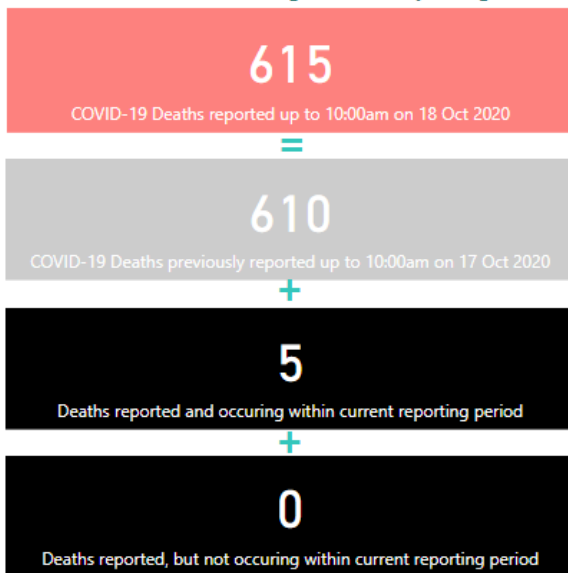 615
COVID-19 Deaths reported up to 10:00am on 18 Oct 2020
=
610
COVID-19 Deaths previously reported up to 10:00am on 17 Oct 2020
+
5
Deaths reported and occuring within current reporting period
+
0
Deaths reported, but not occuring within current reporting period